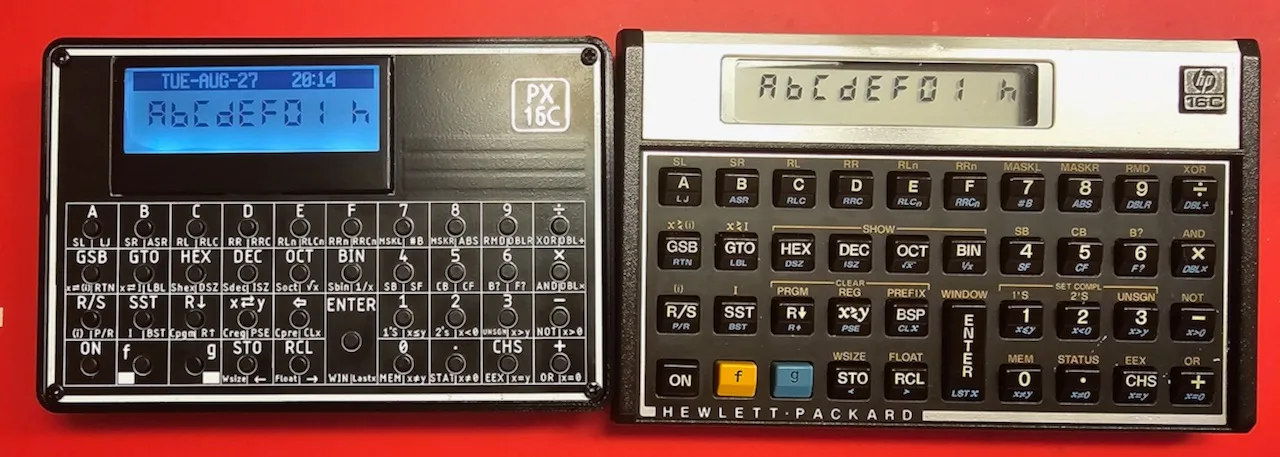 TUE-AUG-27 20:14
AbCdEF01 h
PX
16C
A B C D E F 7 8 9 ÷
SL|LJ SR|ASR RL|RLC RR|RRC RLn|RLCn RRn|RRCn MSKL|#B MSKR|ABS RMD|DBLR XOR|DBL÷
GSB GTO HEX DEC OCT BIN 4 5 6 ×
x⇄(i)|RTN x⇄I|LBL Shex|DSZ Sdec|ISZ Soct|√x Sbin|1/x SB|SF CB|CF B?|F? AND|DBL×
R/S SST R↓ x⇄y ← ENTER 1 2 3 −
(i)|P/R I|BST Cpgm|R↑ Creg|PSE Cpre|CLx 1'S|x≤y 2's|x<0 UNSGN|x>y NOT|x>0
ON f g STO RCL 0 . CHS +
Wsize|← Float|→ WIN|Lastx MEM|x≠y STAT|x≠0 EEX|x=y OR|x=0
AbCdEF01 h
hp
16C
SL SR RL RR RLn RRn MASKL MASKR RMD XOR
A B C D E F 7 8 9 ÷
LJ ASR RLC RRC RLCn RRCn #B ABS DBLR DBL÷
x⇄(i) x⇄I SHOW SB CB B? AND
GSB GTO HEX DEC OCT BIN 4 5 6 ×
RTN LBL DSZ ISZ √x 1/x SF CF F? DBL×
(i) I CLEAR SET COMPL NOT
PRGM REG PREFIX WINDOW 1'S 2'S UNSGN
R/S SST R↓ x⇄y BSP ENTER 1 2 3 −
P/R BST R↑ PSE CLX x≤y x<0 x>y x>0
WSIZE FLOAT MEM STATUS EEX OR
ON f g STO RCL 0 · CHS +
< > LST X x≠y x≠0 x=y x=0
HEWLETT·PACKARD